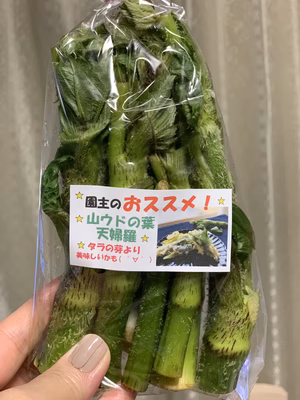 ★園主のおススメ！
★山ウドの葉★
天婦羅
★タラの芽より★
美味しいかも(゜∀゜)